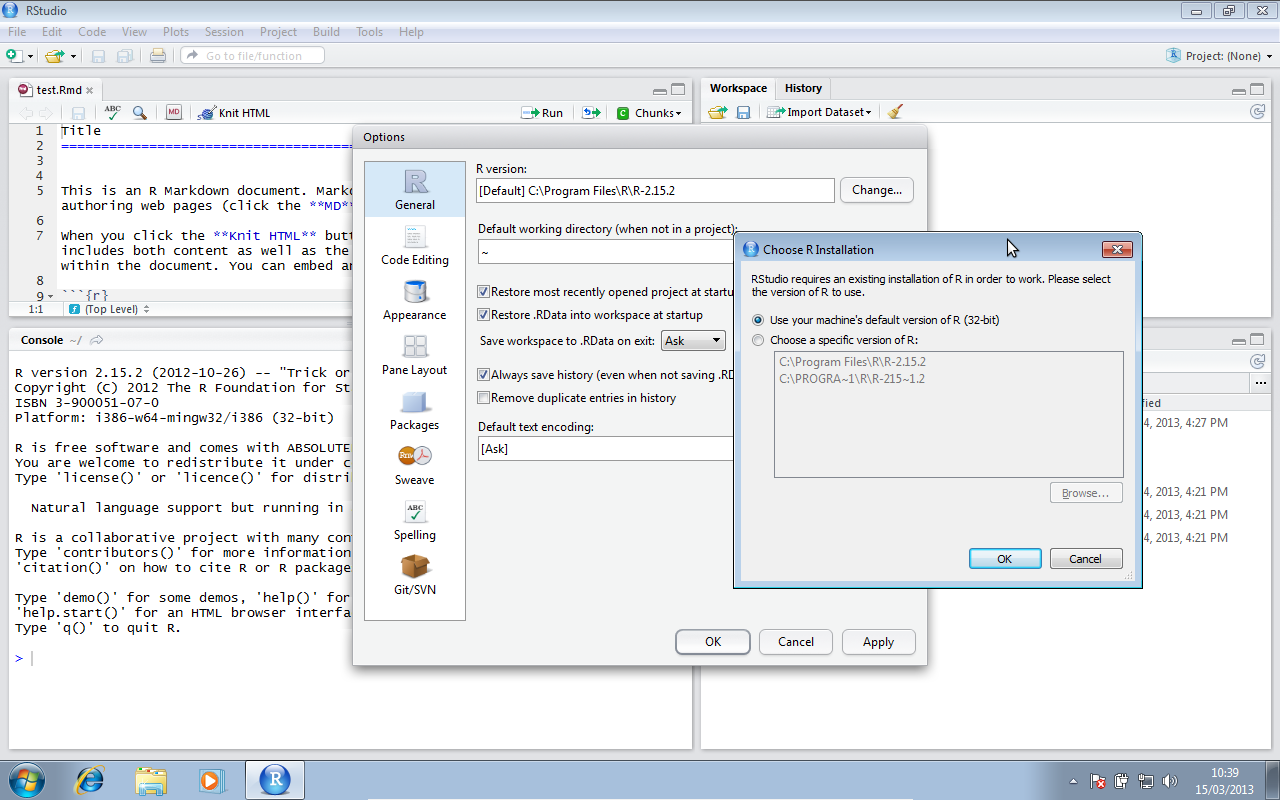 RStudio
File Edit Code View Plots Session Project Build Tools Help
Go to file/function
Project: (None)
test.Rmd
ABC
MD
Knit HTML
Run
C Chunks
1 Title
2 =====================================
3
4
5 This is an R Markdown document. Markd
authoring web pages (click the **MD**
6
7 When you click the **Knit HTML** butt
includes both content as well as the
within the document. You can embed an
8
9 ```{r}
1:1 (Top Level)
Console ~/
R version 2.15.2 (2012-10-26) -- "Trick or
Copyright (C) 2012 The R Foundation for St
ISBN 3-900051-07-0
Platform: i386-w64-mingw32/i386 (32-bit)
R is free software and comes with ABSOLUTE
You are welcome to redistribute it under c
Type 'license()' or 'licence()' for distri
Natural language support but running in
R is a collaborative project with many con
Type 'contributors()' for more information
'citation()' on how to cite R or R package
Type 'demo()' for some demos, 'help()' for
'help.start()' for an HTML browser interfa
Type 'q()' to quit R.
>
Workspace History
Import Dataset
Options
R
General
Code Editing
Appearance
Pane Layout
Packages
Rnw
Sweave
ABC
Spelling
Git/SVN
R version:
[Default] C:\Program Files\R\R-2.15.2
Change...
Default working directory (when not in a project):
~
Restore most recently opened project at startu
Restore .RData into workspace at startup
Save workspace to .RData on exit: Ask
Always save history (even when not saving .RD
Remove duplicate entries in history
Default text encoding:
[Ask]
OK Cancel Apply
Choose R Installation
RStudio requires an existing installation of R in order to work. Please select
the version of R to use.
Use your machine's default version of R (32-bit)
Choose a specific version of R:
C:\Program Files\R\R-2.15.2
C:\PROGRA~1\R\R-215~1.2
Browse...
OK Cancel
...
fied
4, 2013, 4:27 PM
4, 2013, 4:21 PM
4, 2013, 4:21 PM
4, 2013, 4:21 PM
R
10:39
15/03/2013